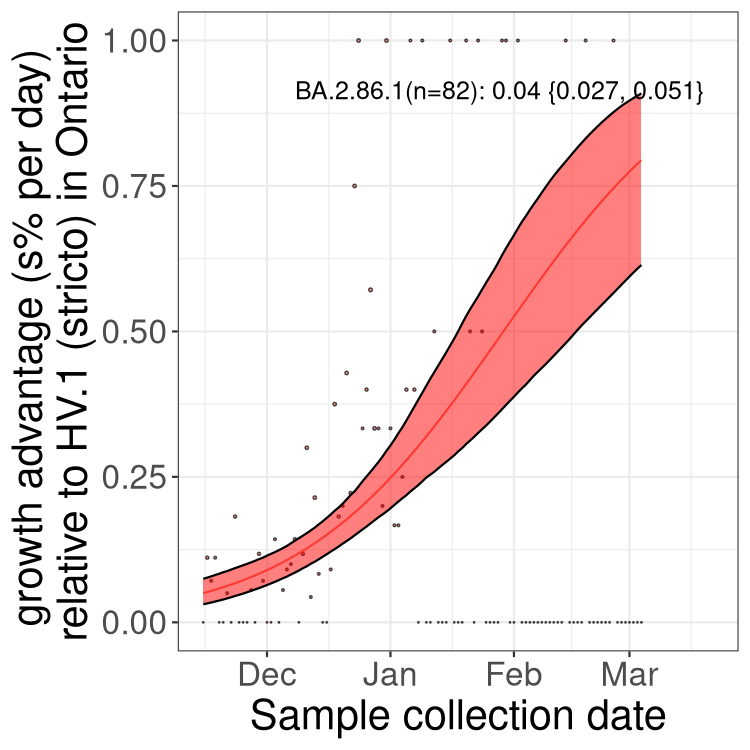 growth advantage (s% per day)
relative to HV.1 (stricto) in Ontario
1.00
0.75
0.50
0.25
0.00
BA.2.86.1(n=82): 0.04 {0.027, 0.051}
Dec Jan Feb Mar
Sample collection date